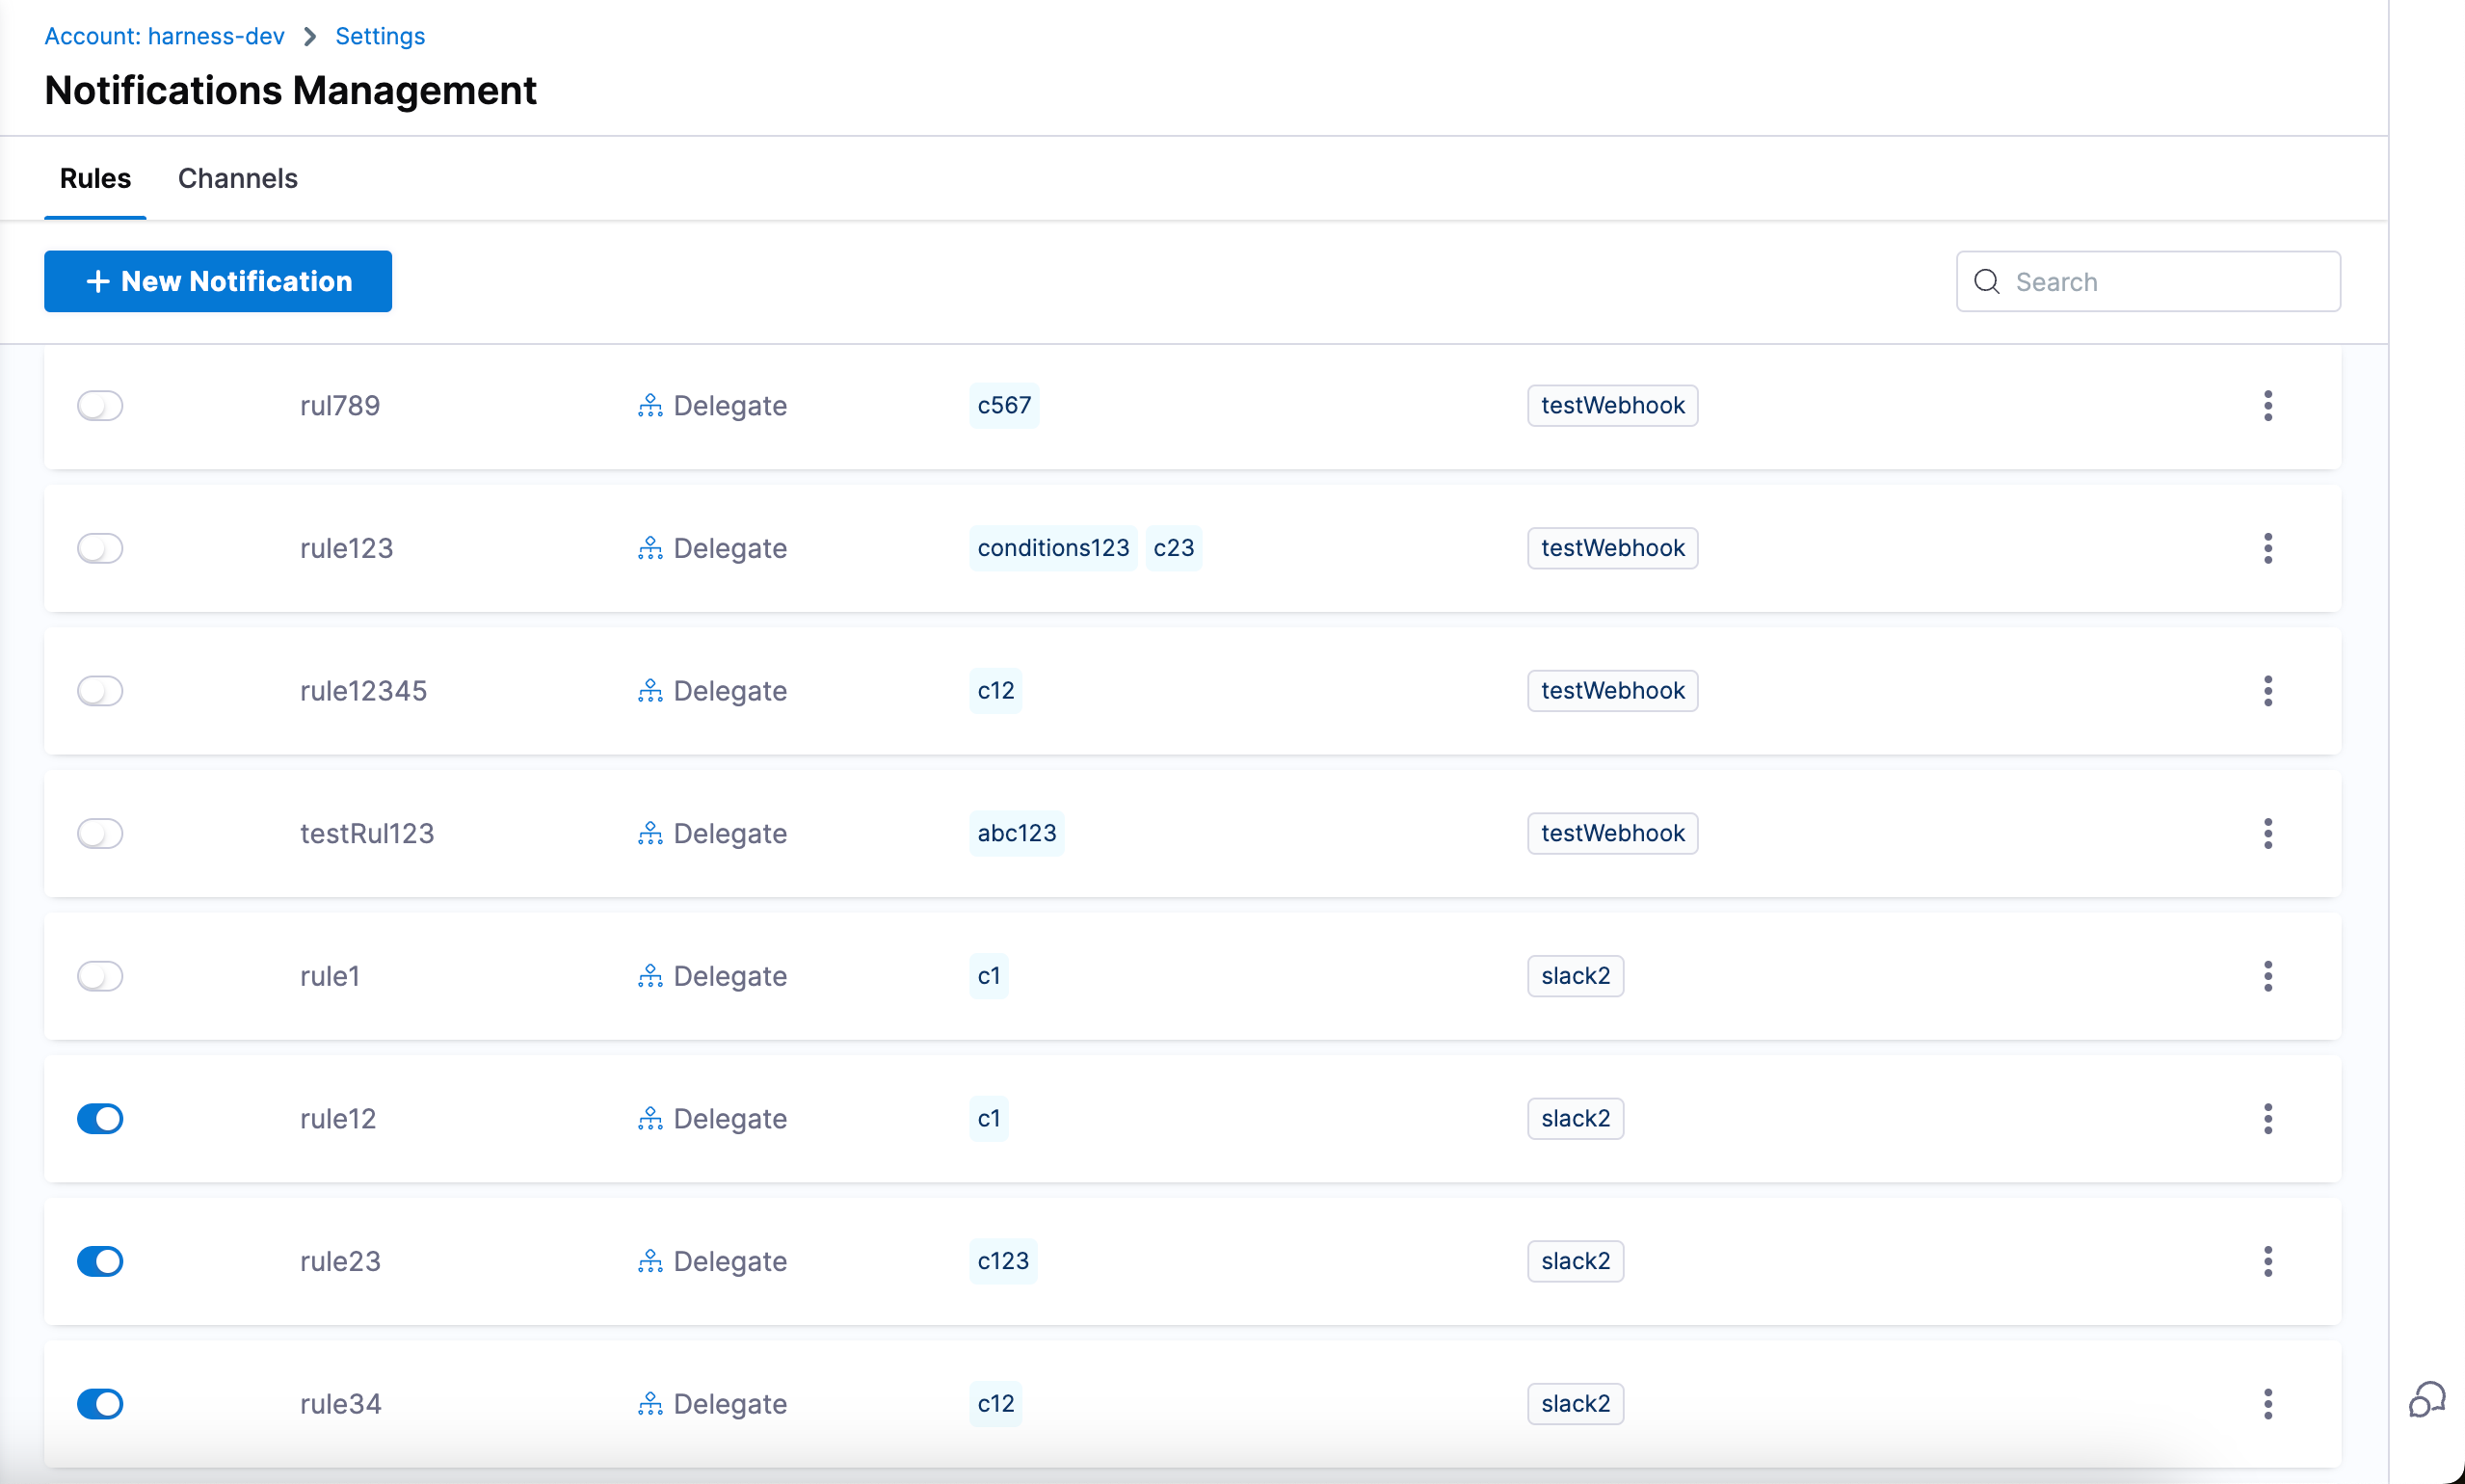 Account: harness-dev > Settings
Notifications Management
Rules Channels
+ New Notification Search
rul789 Delegate c567 testWebhook
rule123 Delegate conditions123 c23 testWebhook
rule12345 Delegate c12 testWebhook
testRul123 Delegate abc123 testWebhook
rule1 Delegate c1 slack2
rule12 Delegate c1 slack2
rule23 Delegate c123 slack2
rule34 Delegate c12 slack2